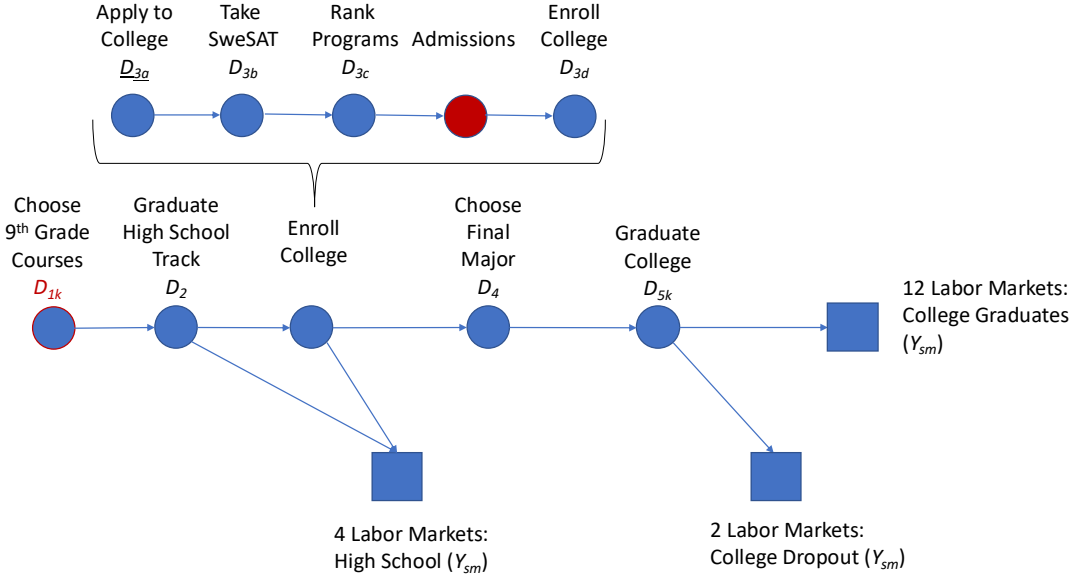 Apply to
College
D3a
Take
SweSAT
D3b
Rank
Programs
D3c
Admissions
Enroll
College
D3d
Choose
9th Grade
Courses
D1k
Graduate
High School
Track
D2
Enroll
College
Choose
Final
Major
D4
Graduate
College
D5k
12 Labor Markets:
College Graduates
(Ysm)
4 Labor Markets:
High School (Ysm)
2 Labor Markets:
College Dropout (Ysm)